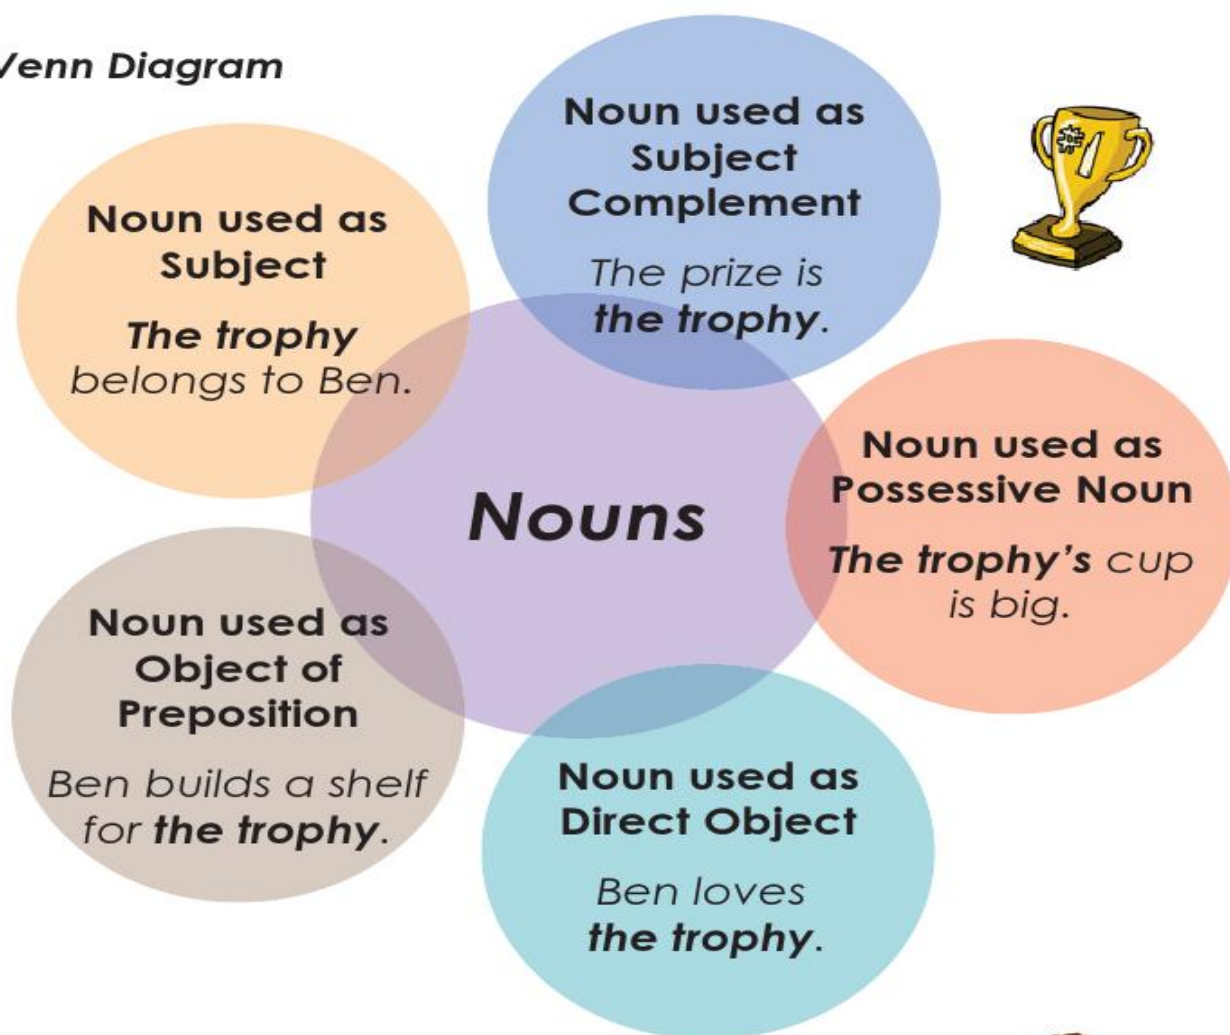 Venn Diagram
Noun used as
Subject
The trophy
belongs to Ben.
Noun used as
Subject
Complement
The prize is
the trophy.
#1
Nouns
Noun used as
Possessive Noun
The trophy’s cup
is big.
Noun used as
Object of
Preposition
Ben builds a shelf
for the trophy.
Noun used as
Direct Object
Ben loves
the trophy.